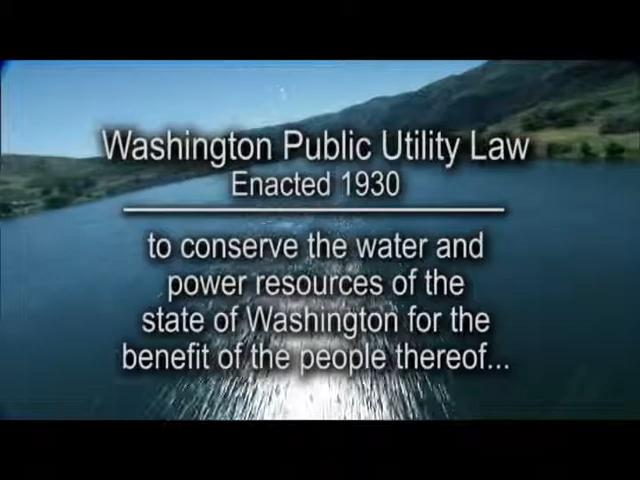 Washington Public Utility Law
Enacted 1930
to conserve the water and
power resources of the
state of Washington for the
benefit of the people thereof...